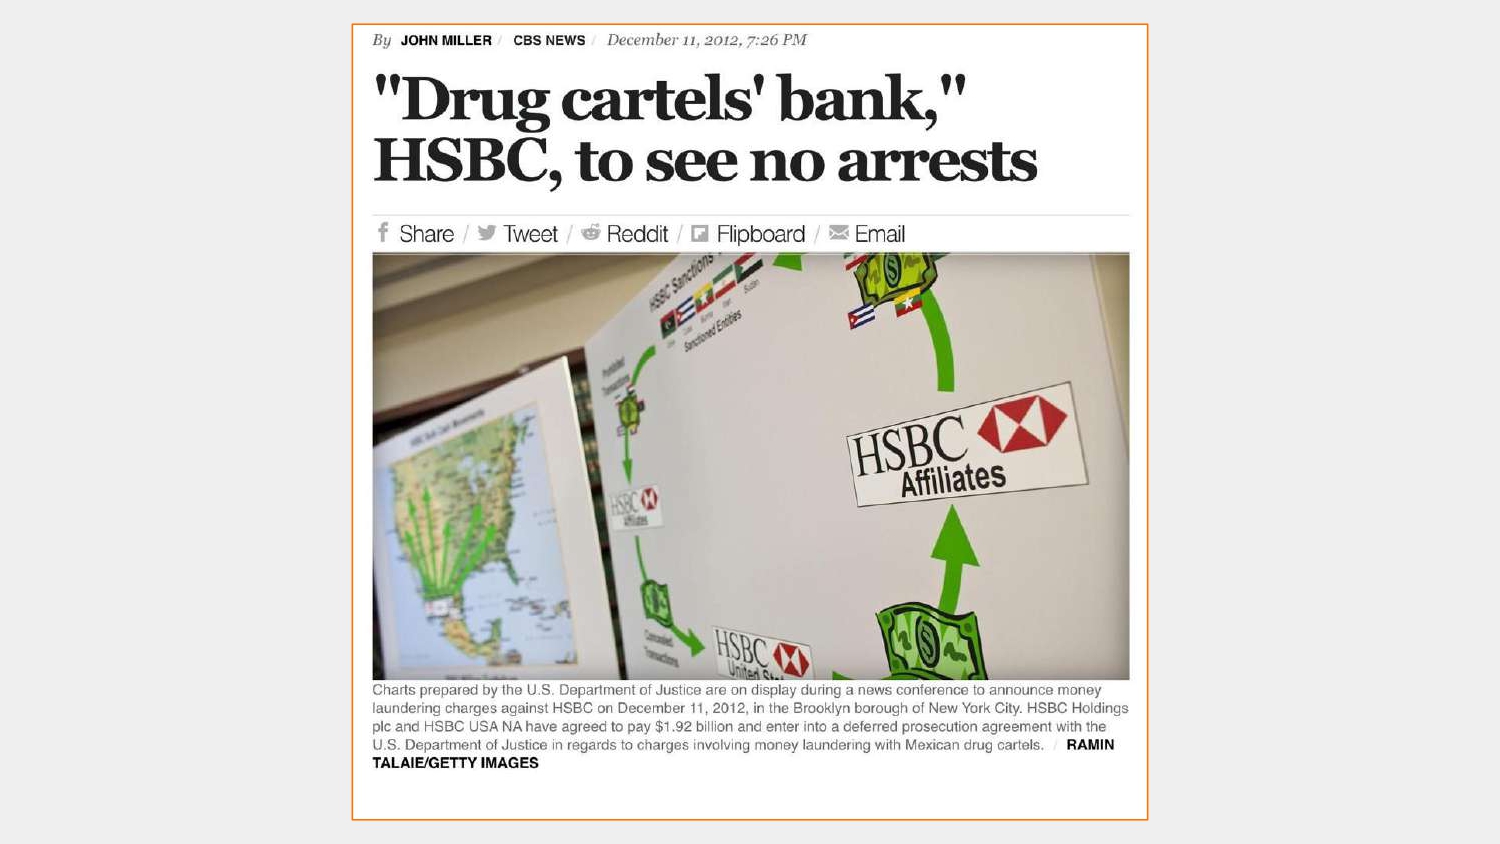 By JOHN MILLER / CBS NEWS / December 11, 2012, 7:26 PM
"Drug cartels' bank,"
HSBC, to see no arrests
f Share / Tweet / Reddit / Flipboard / Email
HSBC Sanctions
Sudan
Sanctioned Entities
Prohibited
Transactions
HSBC
Affiliates
HSBC
Affiliates
Concealed
Transactions
HSBC
United
Charts prepared by the U.S. Department of Justice are on display during a news conference to announce money
laundering charges against HSBC on December 11, 2012, in the Brooklyn borough of New York City. HSBC Holdings
plc and HSBC USA NA have agreed to pay $1.92 billion and enter into a deferred prosecution agreement with the
U.S. Department of Justice in regards to charges involving money laundering with Mexican drug cartels. / RAMIN
TALAIE/GETTY IMAGES